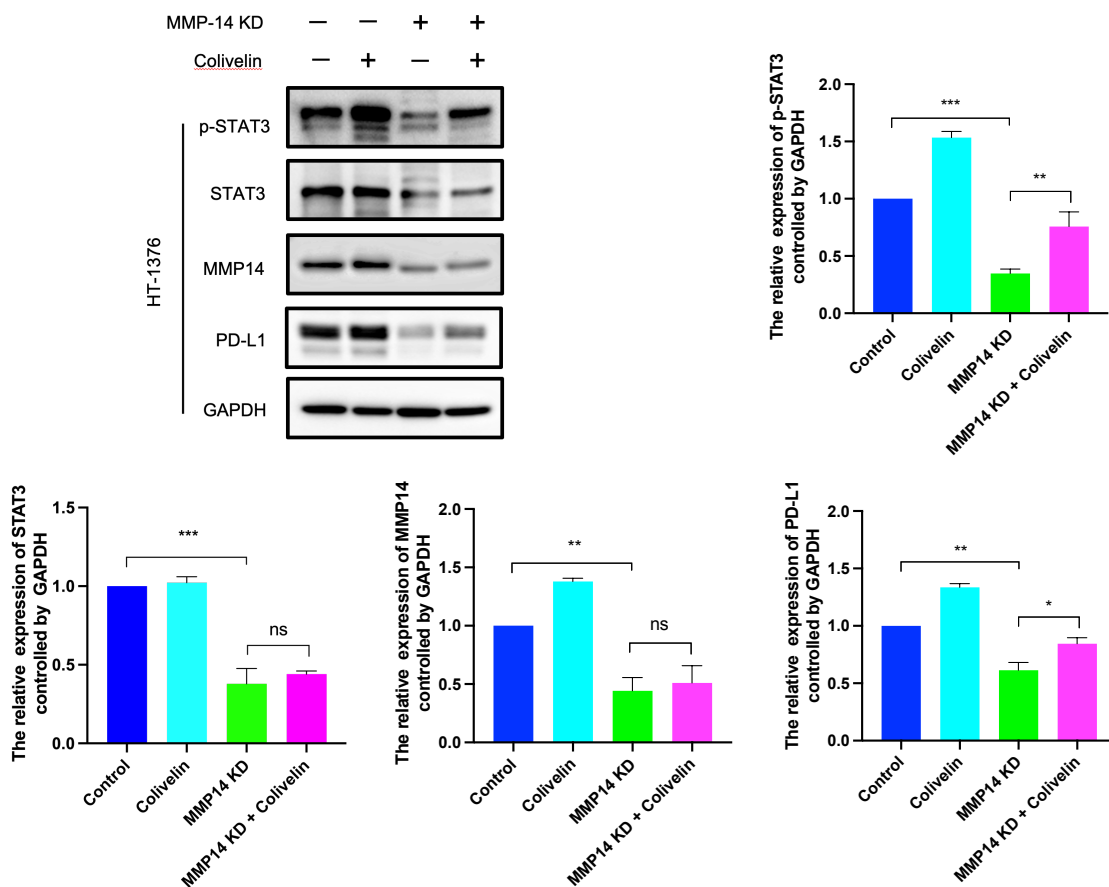 MMP-14 KD − − + +
Colivelin − + − +
HT-1376
p-STAT3
STAT3
MMP14
PD-L1
GAPDH
The relative expression of p-STAT3
controlled by GAPDH
2.0
1.5
1.0
0.5
0.0
***
**
Control
Colivelin
MMP14 KD
MMP14 KD + Colivelin
The relative expression of STAT3
controlled by GAPDH
1.5
1.0
0.5
0.0
***
ns
Control
Colivelin
MMP14 KD
MMP14 KD + Colivelin
The relative expression of MMP14
controlled by GAPDH
2.0
1.5
1.0
0.5
0.0
**
ns
Control
Colivelin
MMP14 KD
MMP14 KD + Colivelin
The relative expression of PD-L1
controlled by GAPDH
2.0
1.5
1.0
0.5
0.0
**
*
Control
Colivelin
MMP14 KD
MMP14 KD + Colivelin